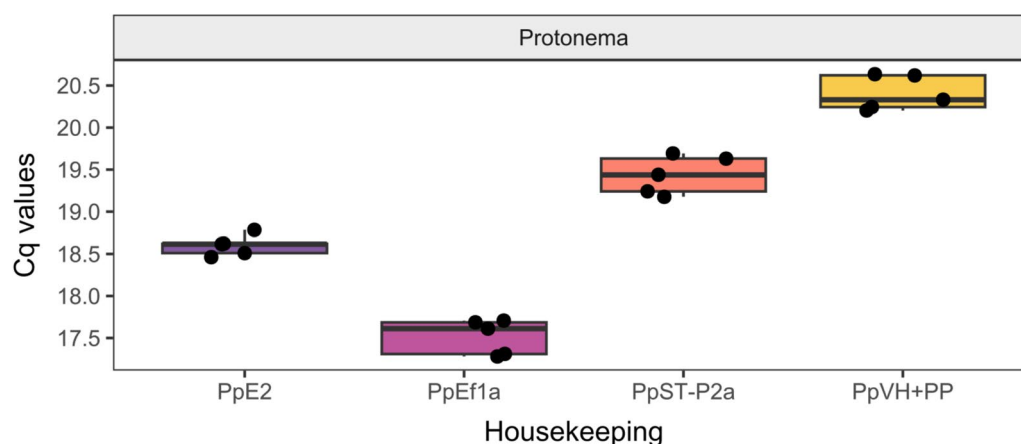 Protonema
Cq values
20.5
20.0
19.5
19.0
18.5
18.0
17.5
PpE2 PpEf1a PpST-P2a PpVH+PP
Housekeeping